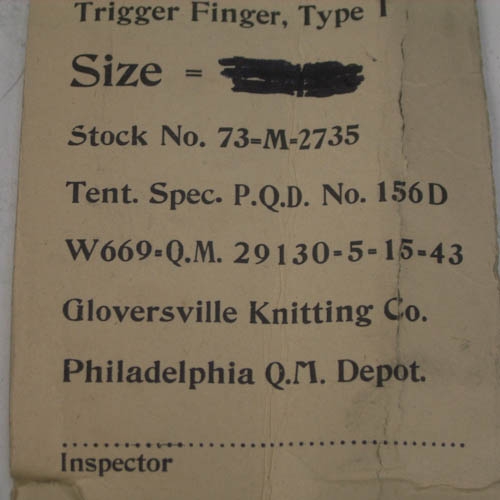 Trigger Finger, Type 1
Size =
Stock No. 73-M-2735
Tent. Spec. P.Q.D. No. 156D
W669-Q.M. 29130-5-15-43
Gloversville Knitting Co.
Philadelphia Q.M. Depot.
Inspector